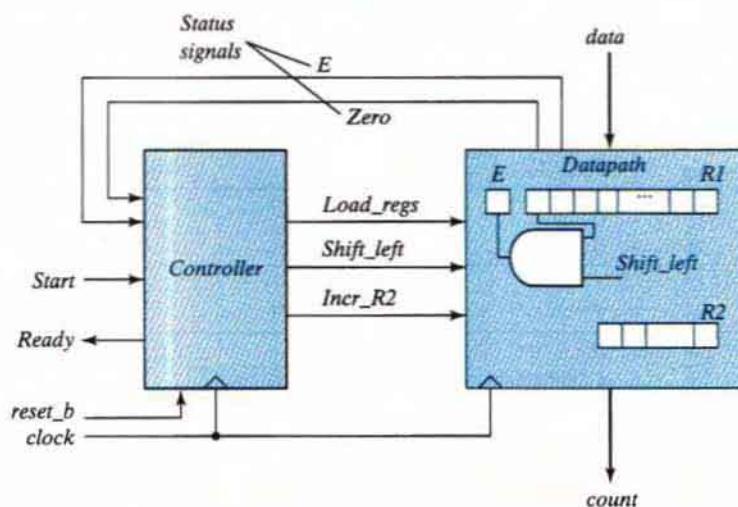 Status
signals
E
Zero
data
Datapath
E
R1
...
Load_regs
Shift_left
Controller
Shift_left
Incr_R2
R2
Start
Ready
reset_b
clock
count